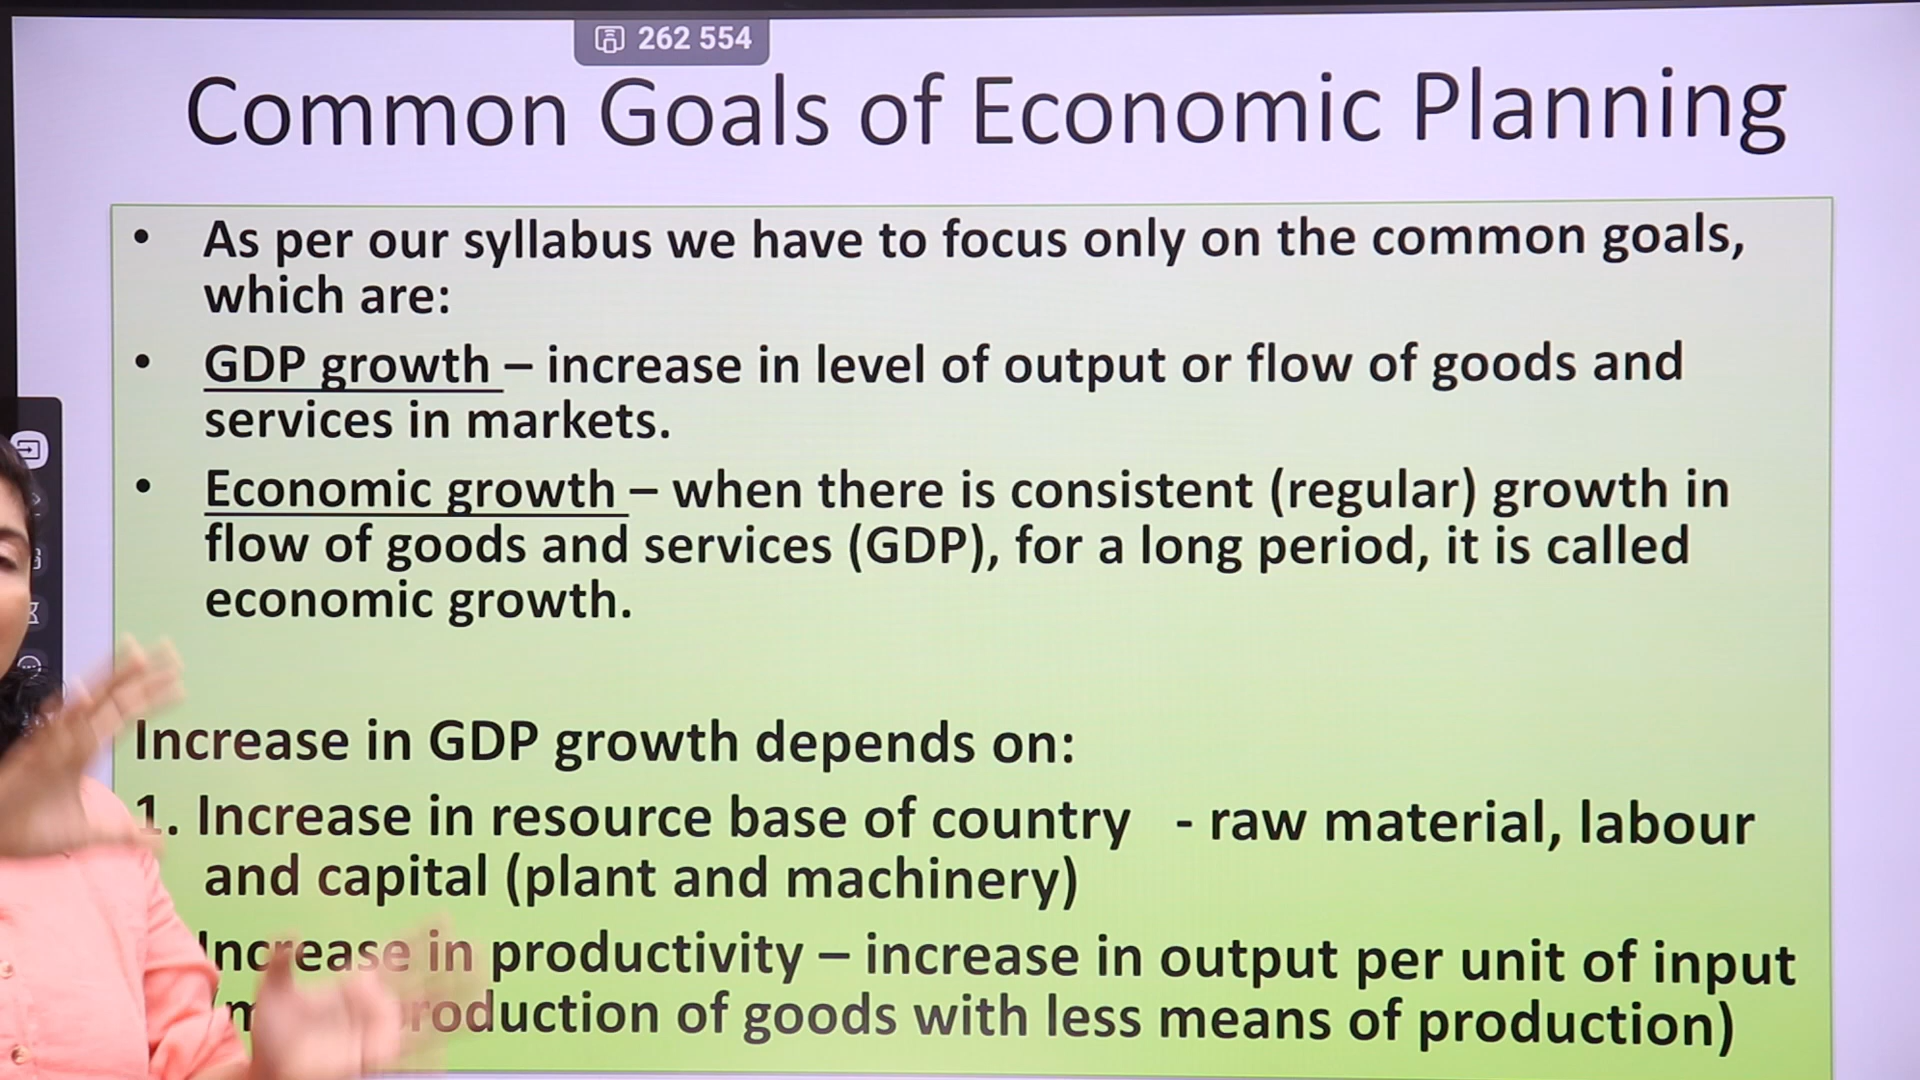 262 554
Common Goals of Economic Planning
• As per our syllabus we have to focus only on the common goals,
which are:
• GDP growth – increase in level of output or flow of goods and
services in markets.
• Economic growth – when there is consistent (regular) growth in
flow of goods and services (GDP), for a long period, it is called
economic growth.
Increase in GDP growth depends on:
1. Increase in resource base of country - raw material, labour
and capital (plant and machinery)
Increase in productivity – increase in output per unit of input
production of goods with less means of production)